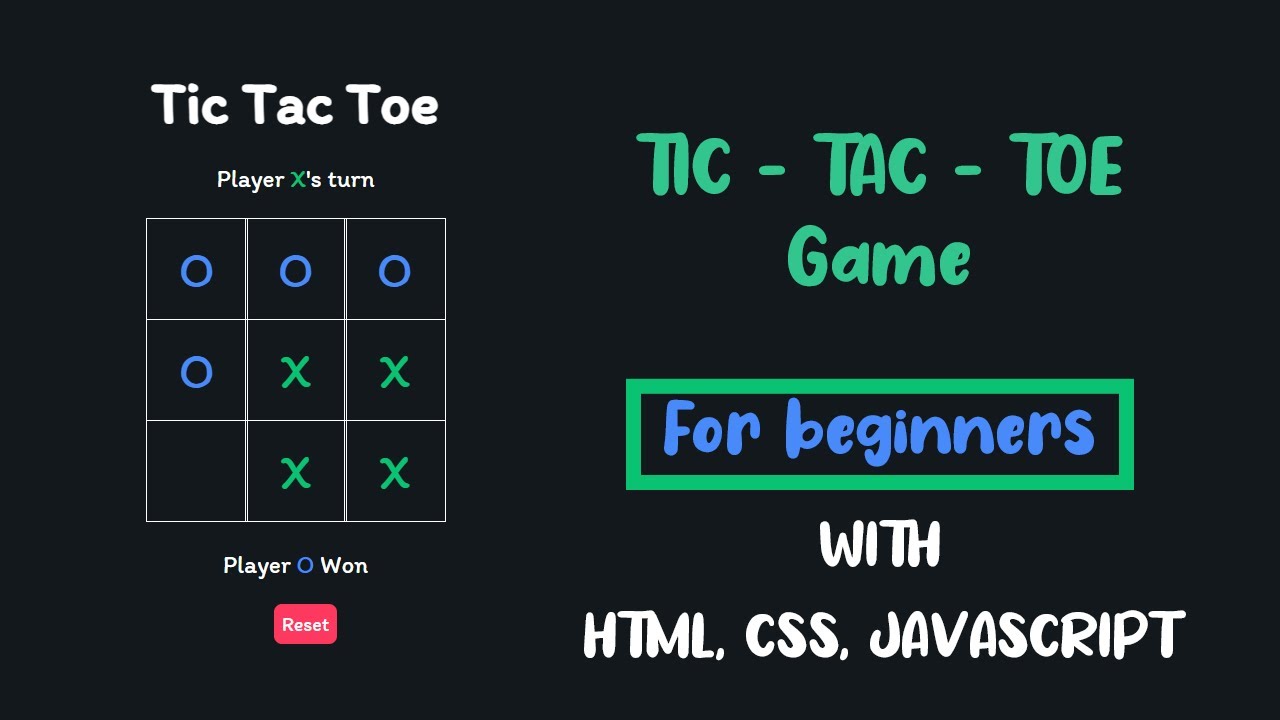 Tic Tac Toe
Player X's turn
O O O
O X X
X X
Player O Won
Reset
TIC - TAC - TOE
Game
For beginners
WITH
HTML, CSS, JAVASCRIPT